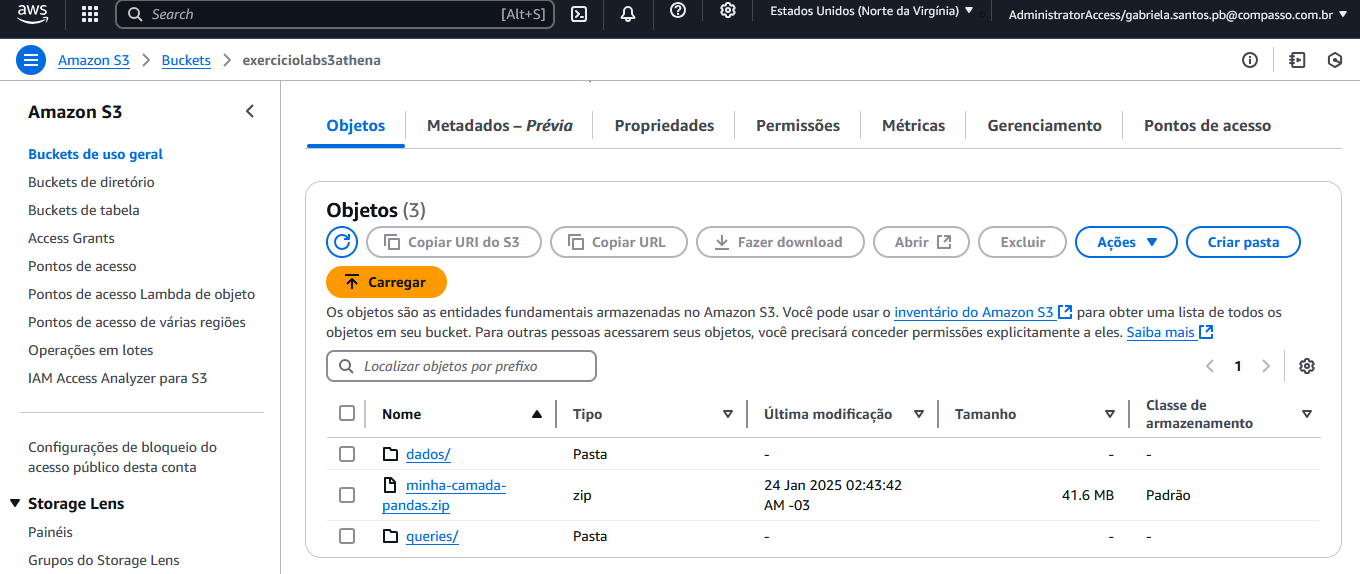 aws
Search [Alt+S]
Estados Unidos (Norte da Virgínia)
AdministratorAccess/gabriela.santos.pb@compasso.com.br
Amazon S3 > Buckets > exerciciolabs3athena
Amazon S3
Buckets de uso geral
Buckets de diretório
Buckets de tabela
Access Grants
Pontos de acesso
Pontos de acesso Lambda de objeto
Pontos de acesso de várias regiões
Operações em lotes
IAM Access Analyzer para S3
Configurações de bloqueio do
acesso público desta conta
Storage Lens
Painéis
Grupos do Storage Lens
Objetos Metadados – Prévia Propriedades Permissões Métricas Gerenciamento Pontos de acesso
Objetos (3)
Copiar URI do S3 Copiar URL Fazer download Abrir Excluir Ações Criar pasta
Carregar
Os objetos são as entidades fundamentais armazenadas no Amazon S3. Você pode usar o inventário do Amazon S3 para obter uma lista de todos os
objetos em seu bucket. Para outras pessoas acessarem seus objetos, você precisará conceder permissões explicitamente a eles. Saiba mais
Localizar objetos por prefixo
1
Nome Tipo Última modificação Tamanho Classe de
armazenamento
dados/ Pasta - - -
minha-camada-
pandas.zip
zip
24 Jan 2025 02:43:42
AM -03
41.6 MB
Padrão
queries/ Pasta - - -